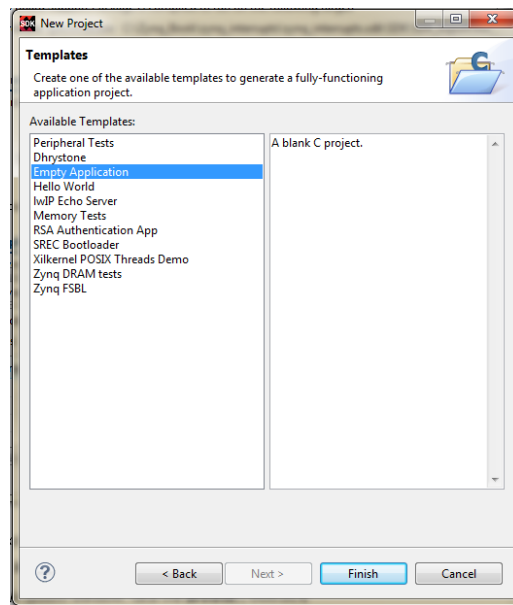 SDK New Project
Templates
Create one of the available templates to generate a fully-functioning
application project.
Available Templates:
Peripheral Tests
Dhrystone
Empty Application
Hello World
lwIP Echo Server
Memory Tests
RSA Authentication App
SREC Bootloader
Xilkernel POSIX Threads Demo
Zynq DRAM tests
Zynq FSBL
A blank C project.
C
?
< Back
Next >
Finish
Cancel